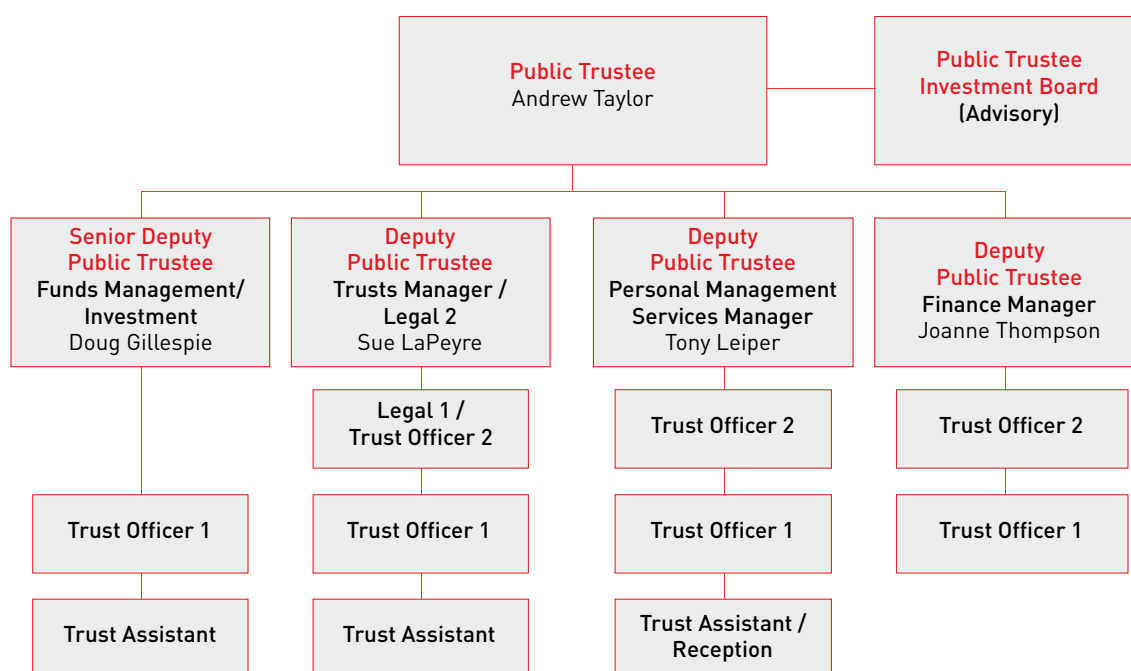 Public Trustee
Andrew Taylor
Public Trustee
Investment Board
(Advisory)
Senior Deputy
Public Trustee
Funds Management/
Investment
Doug Gillespie
Deputy
Public Trustee
Trusts Manager /
Legal 2
Sue LaPeyre
Deputy
Public Trustee
Personal Management
Services Manager
Tony Leiper
Deputy
Public Trustee
Finance Manager
Joanne Thompson
Legal 1 /
Trust Officer 2
Trust Officer 2
Trust Officer 2
Trust Officer 1
Trust Officer 1
Trust Officer 1
Trust Officer 1
Trust Assistant
Trust Assistant
Trust Assistant /
Reception